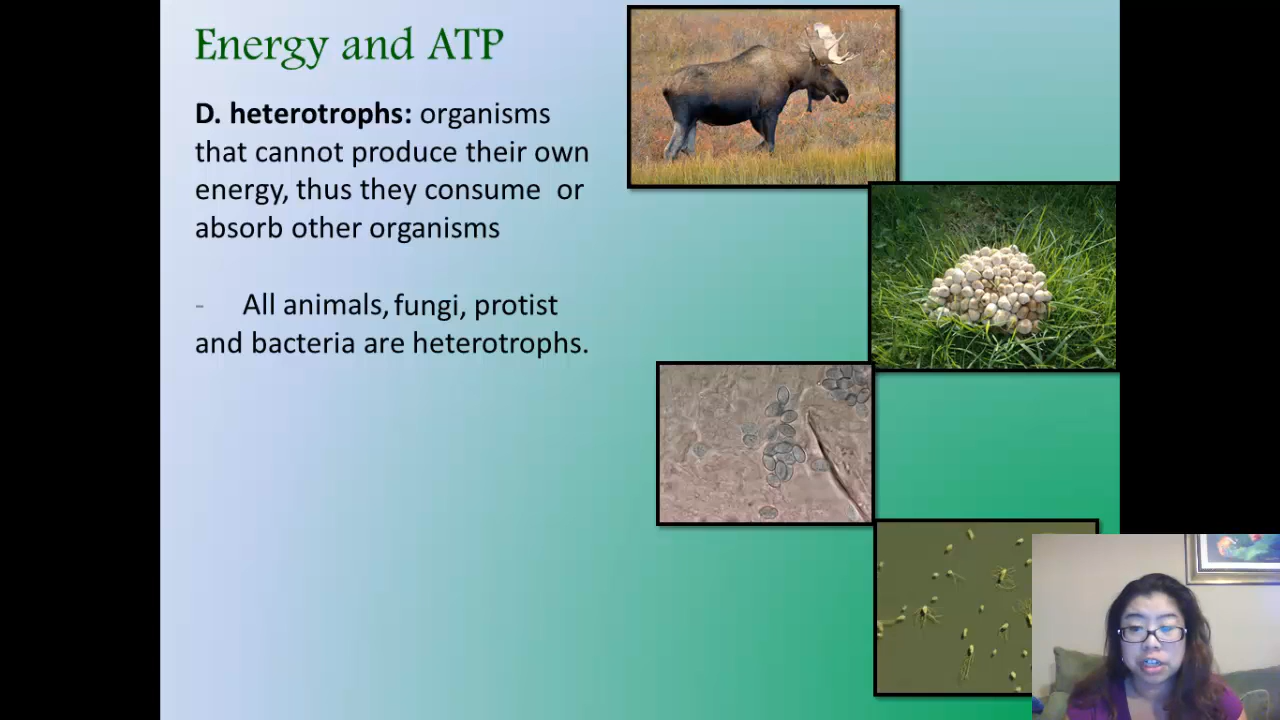 Energy and ATP
D. heterotrophs: organisms
that cannot produce their own
energy, thus they consume or
absorb other organisms
- All animals, fungi, protist
and bacteria are heterotrophs.